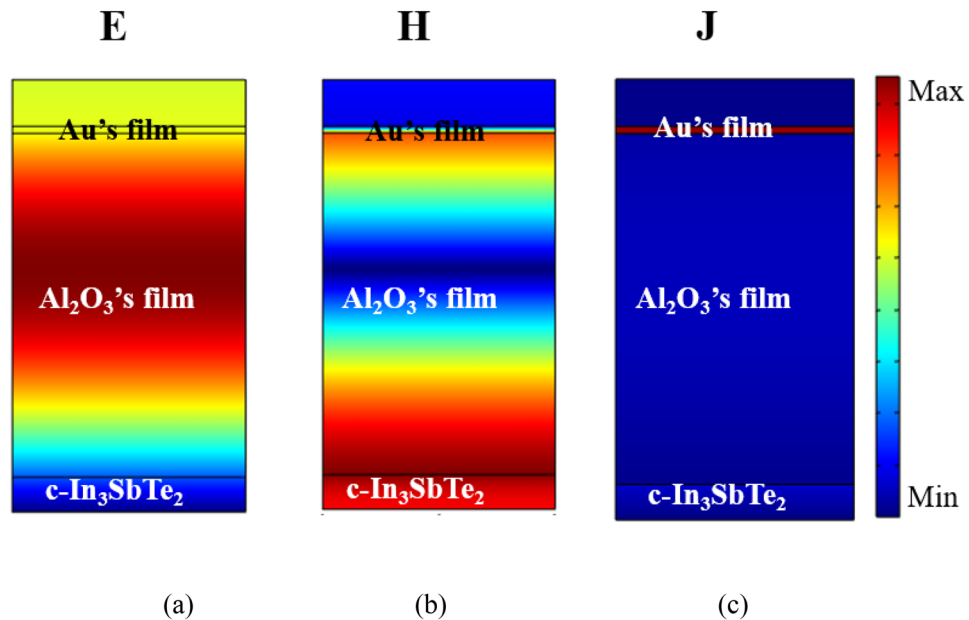 E H J
Au's film Au's film Au's film
Al₂O₃'s film Al₂O₃'s film Al₂O₃'s film
c-In₃SbTe₂ c-In₃SbTe₂ c-In₃SbTe₂
Max
Min
(a) (b) (c)